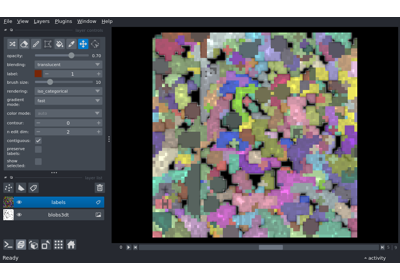 File View Layers Plugins Window Help
opacity: 0.70
blending: translucent
label: 1
brush size: 10
rendering: iso_categorical
gradient mode: fast
color mode:
contour: 0
n edit dim: 2
contiguous:
preserve labels:
show selected:
labels
blobs3dt
0
Ready
activity